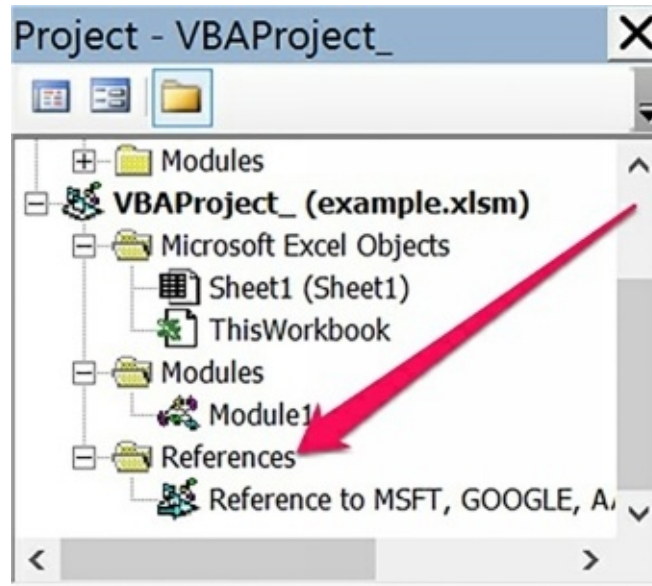 Project - VBAProject_
Modules
VBAProject_ (example.xlsm)
Microsoft Excel Objects
Sheet1 (Sheet1)
ThisWorkbook
Modules
Module1
References
Reference to MSFT, GOOGLE,